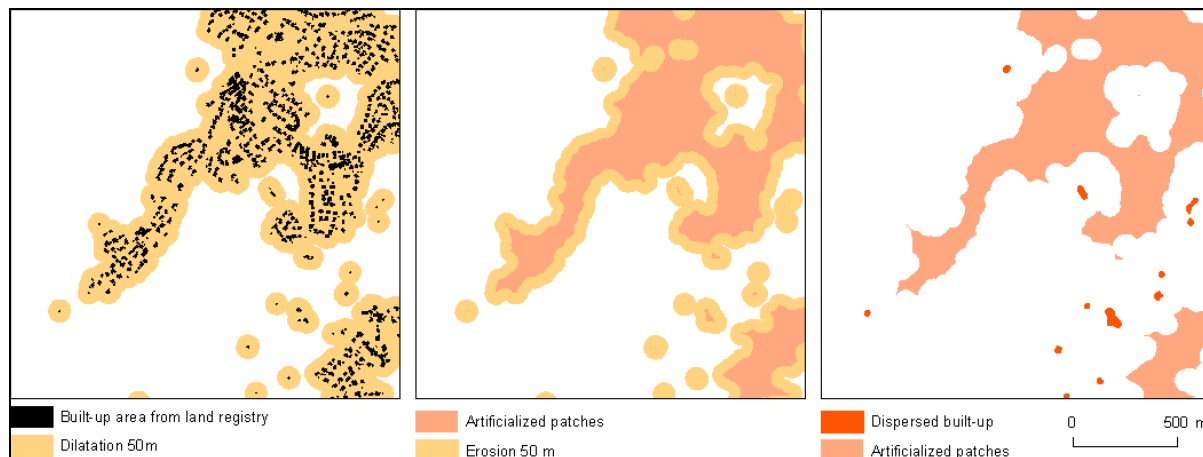 Built-up area from land registry
Dilatation 50m
Artificialized patches
Erosion 50 m
Dispersed built-up
Artificialized patches
0 500 m